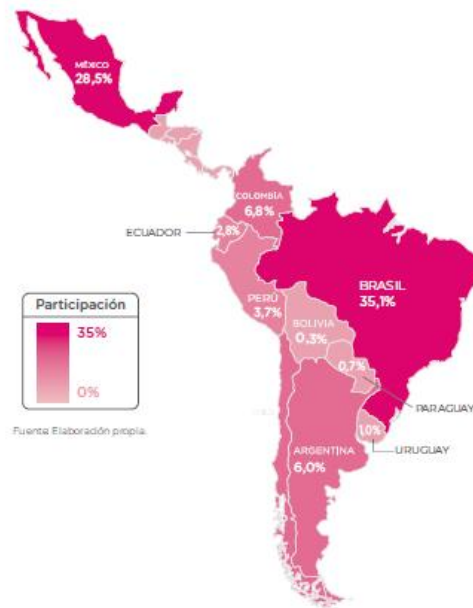 MÉXICO
28,5%
COLOMBÍA
6,8%
ECUADOR
2,8%
BRASIL
35,1%
PERÚ
3,7%
BOLIVIA
0,3%
0,7%
PARAGUAY
1,0%
URUGUAY
ARGENTINA
6,0%
Participación
35%
0%
Fuente Elaboración propia.